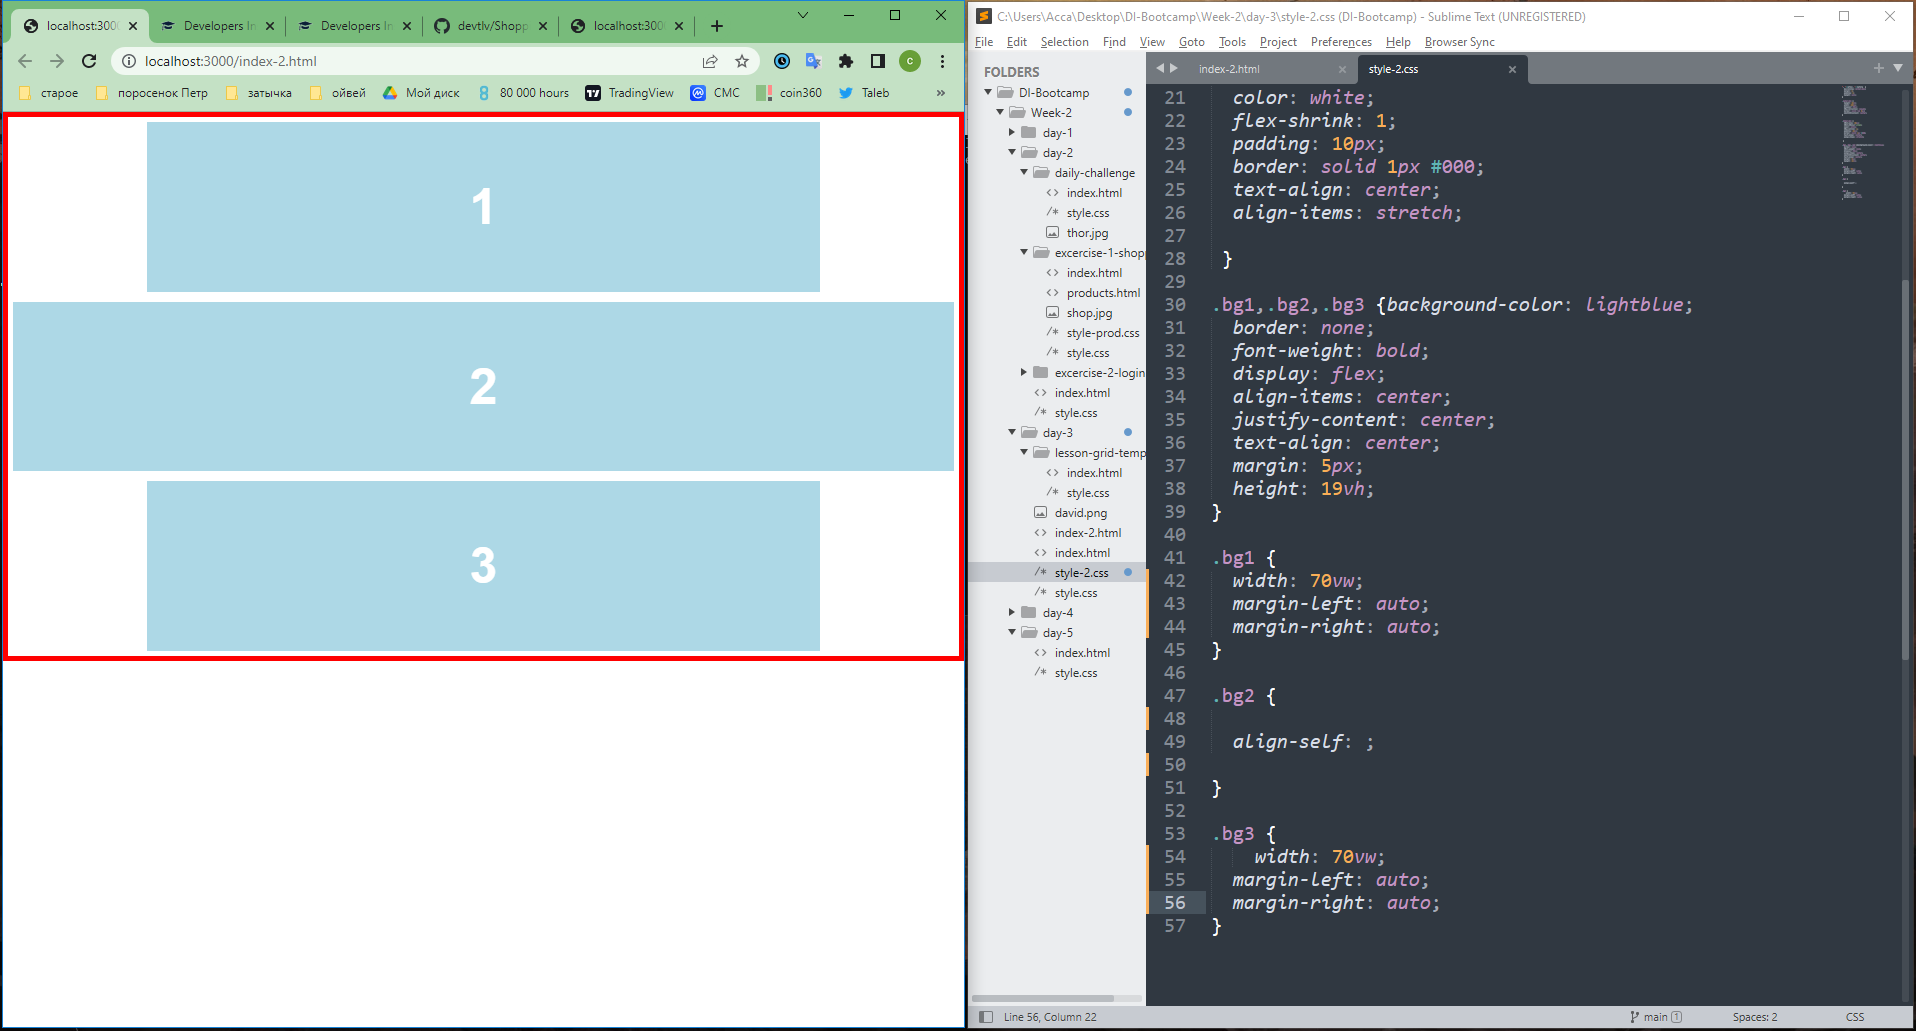 localhost:3000
Developers In
Developers In
devtlv/Shopp
localhost:3000
localhost:3000/index-2.html
C
старое
поросенок Петр
затычка
ойвей
Мой диск
80 000 hours
TradingView
CMC
coin360
Taleb
»
1
2
3
C:\Users\Acca\Desktop\DI-Bootcamp\Week-2\day-3\style-2.css (DI-Bootcamp) - Sublime Text (UNREGISTERED)
File Edit Selection Find View Goto Tools Project Preferences Help Browser Sync
FOLDERS
DI-Bootcamp
Week-2
day-1
day-2
daily-challenge
<> index.html
/* style.css
thor.jpg
excercise-1-shop
<> index.html
<> products.html
shop.jpg
/* style-prod.css
/* style.css
excercise-2-login
<> index.html
/* style.css
day-3
lesson-grid-temp
<> index.html
/* style.css
david.png
<> index-2.html
<> index.html
/* style-2.css
/* style.css
day-4
day-5
<> index.html
/* style.css
index-2.html
style-2.css
21 color: white;
22 flex-shrink: 1;
23 padding: 10px;
24 border: solid 1px #000;
25 text-align: center;
26 align-items: stretch;
27
28 }
29
30 .bg1,.bg2,.bg3 {background-color: lightblue;
31 border: none;
32 font-weight: bold;
33 display: flex;
34 align-items: center;
35 justify-content: center;
36 text-align: center;
37 margin: 5px;
38 height: 19vh;
39 }
40
41 .bg1 {
42 width: 70vw;
43 margin-left: auto;
44 margin-right: auto;
45 }
46
47 .bg2 {
48
49 align-self: ;
50
51 }
52
53 .bg3 {
54 width: 70vw;
55 margin-left: auto;
56 margin-right: auto;
57 }
Line 56, Column 22
main 1
Spaces: 2
CSS